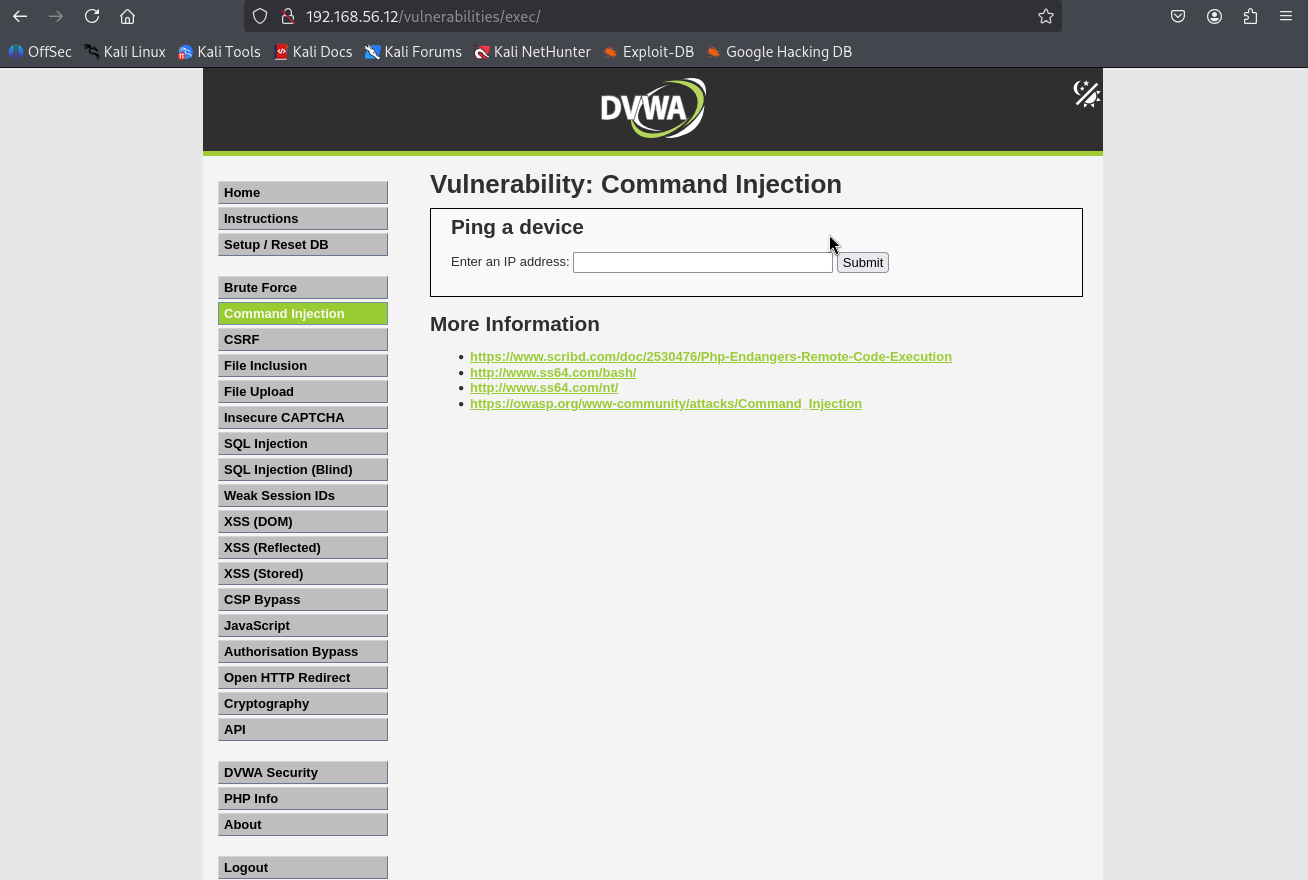 192.168.56.12/vulnerabilities/exec/
OffSec Kali Linux Kali Tools Kali Docs Kali Forums Kali NetHunter Exploit-DB Google Hacking DB
DVWA
Home
Instructions
Setup / Reset DB
Brute Force
Command Injection
CSRF
File Inclusion
File Upload
Insecure CAPTCHA
SQL Injection
SQL Injection (Blind)
Weak Session IDs
XSS (DOM)
XSS (Reflected)
XSS (Stored)
CSP Bypass
JavaScript
Authorisation Bypass
Open HTTP Redirect
Cryptography
API
DVWA Security
PHP Info
About
Logout
Vulnerability: Command Injection
Ping a device
Enter an IP address: Submit
More Information
https://www.scribd.com/doc/2530476/Php-Endangers-Remote-Code-Execution
http://www.ss64.com/bash/
http://www.ss64.com/nt/
https://owasp.org/www-community/attacks/Command_Injection